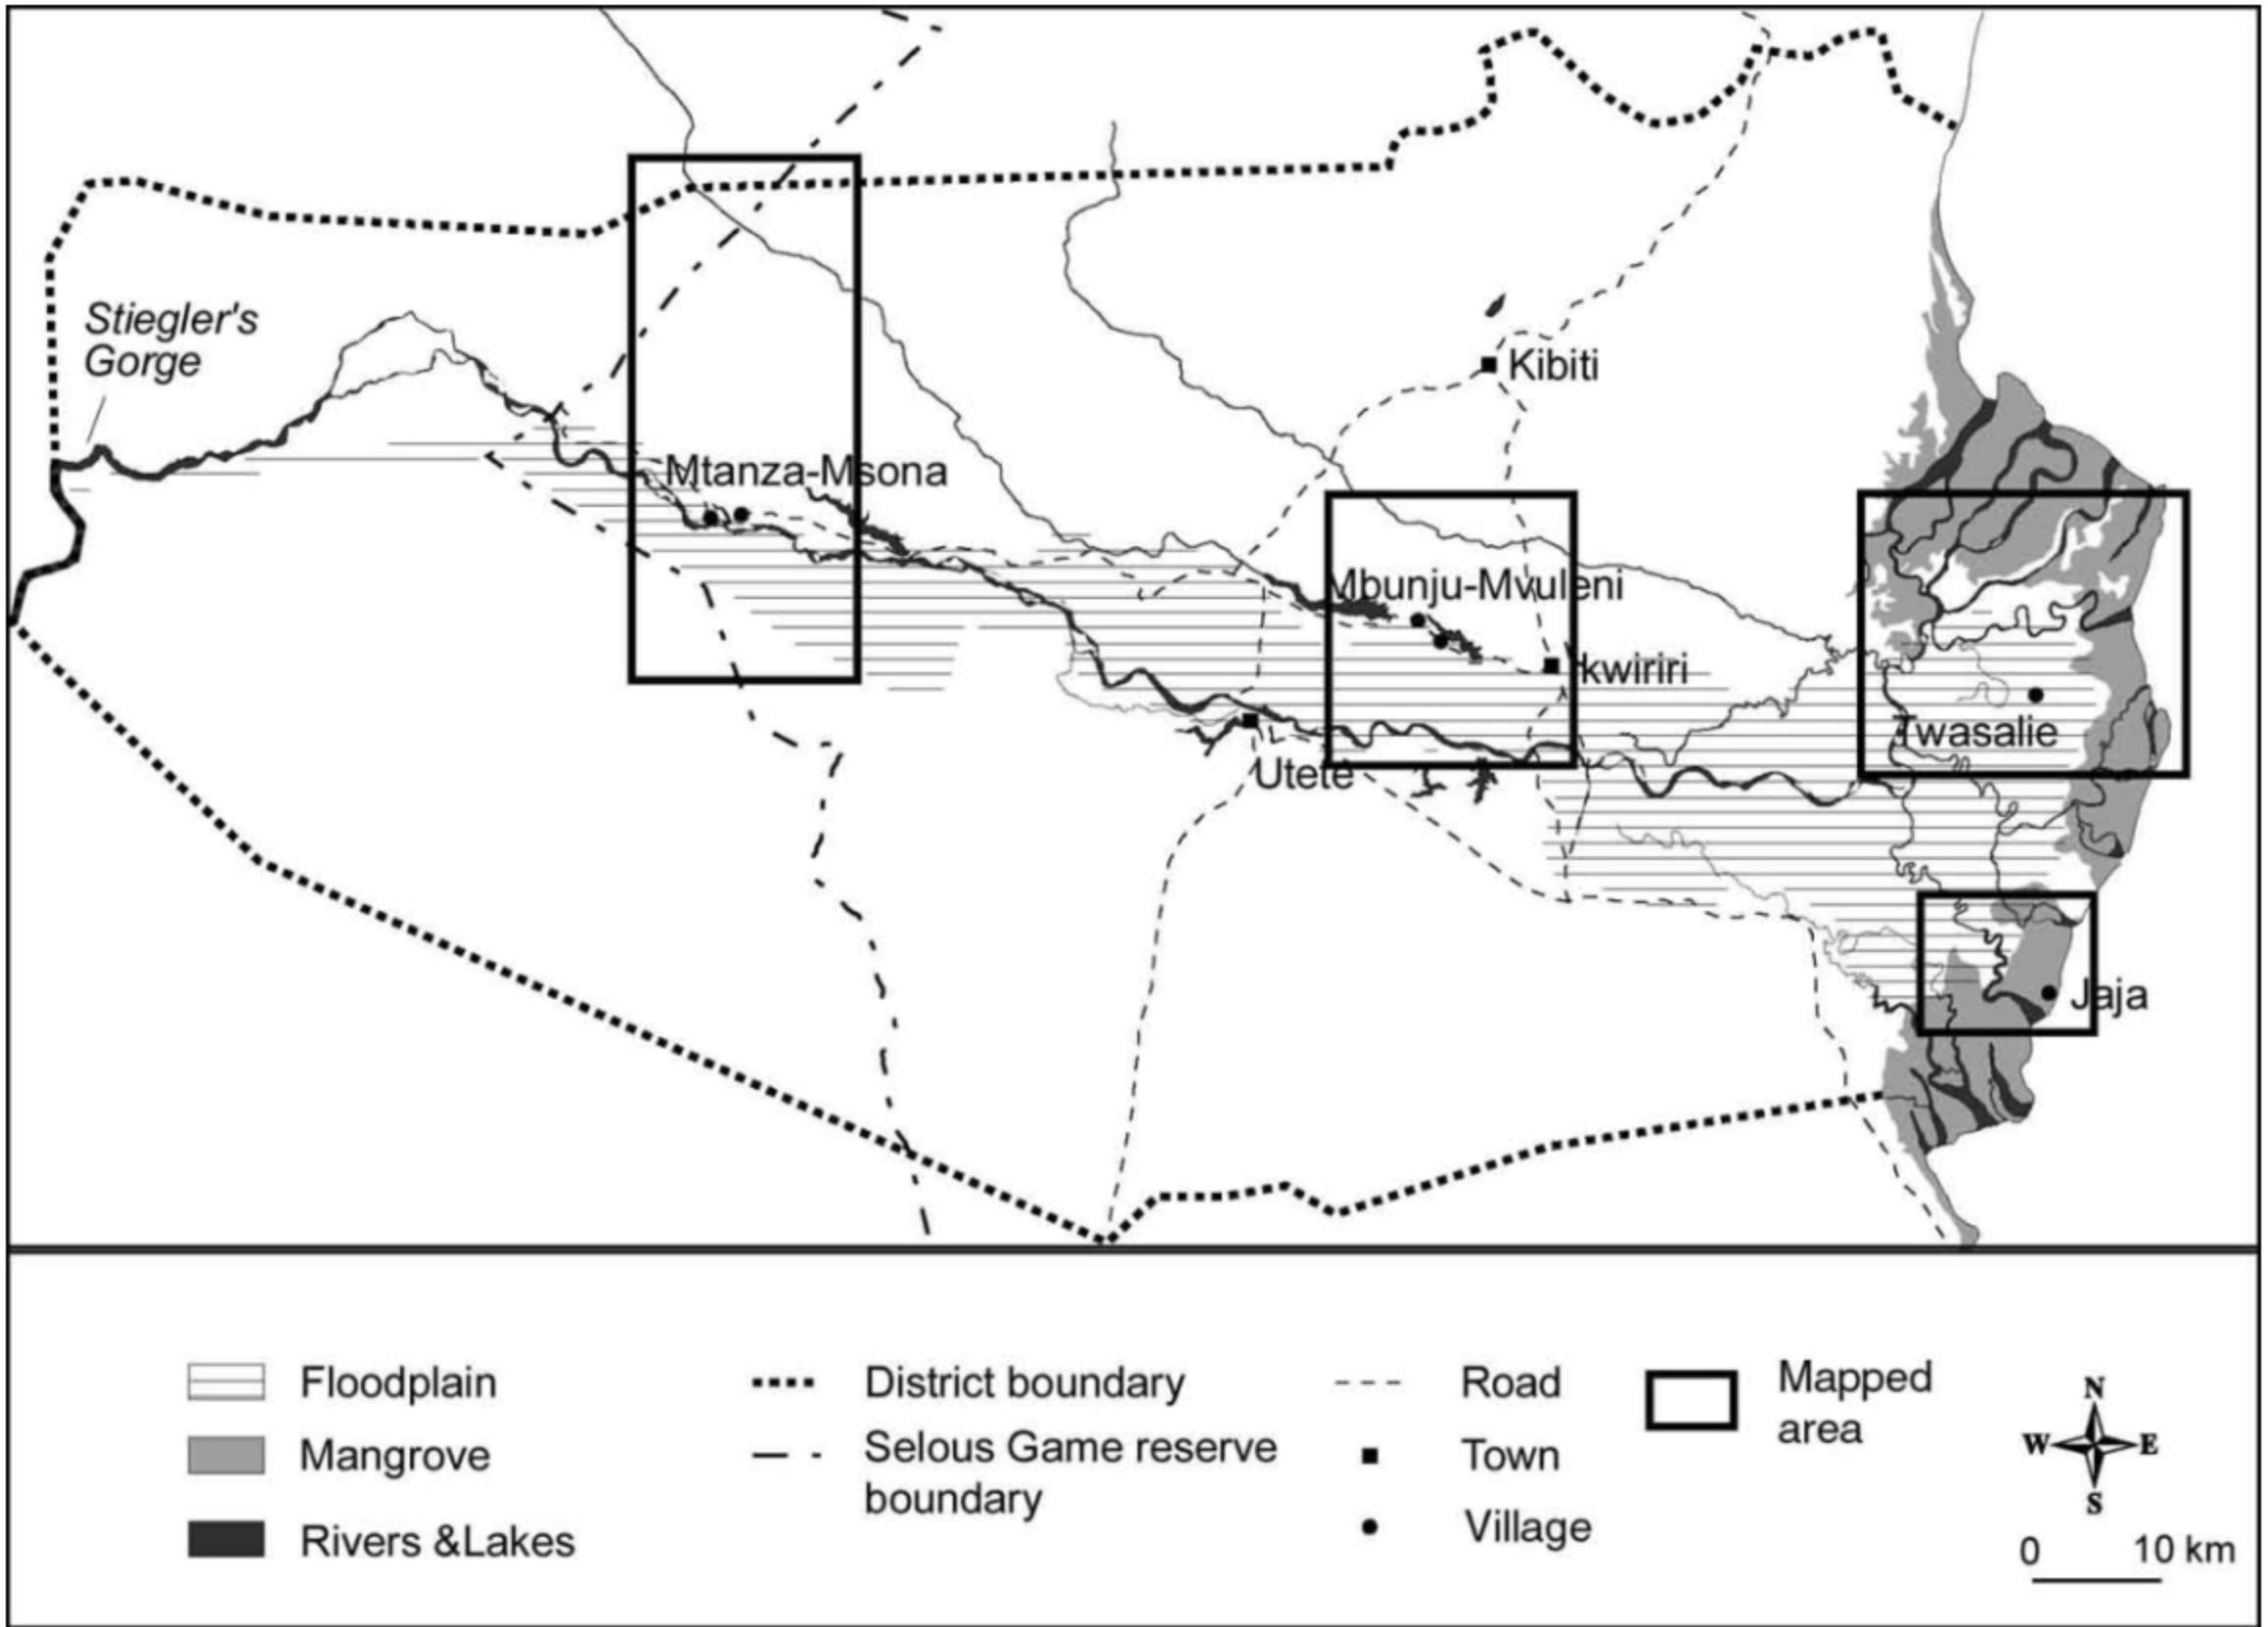 Stiegler's
Gorge
Kibiti
Mtanza-Msona
Mbunju-Mvuleni
Ikwiriri
Twasalie
Utete
Jaja
Floodplain
Mangrove
Rivers &Lakes
District boundary
Selous Game reserve
boundary
Road
Town
Village
Mapped
area
N
W E
S
0 10 km